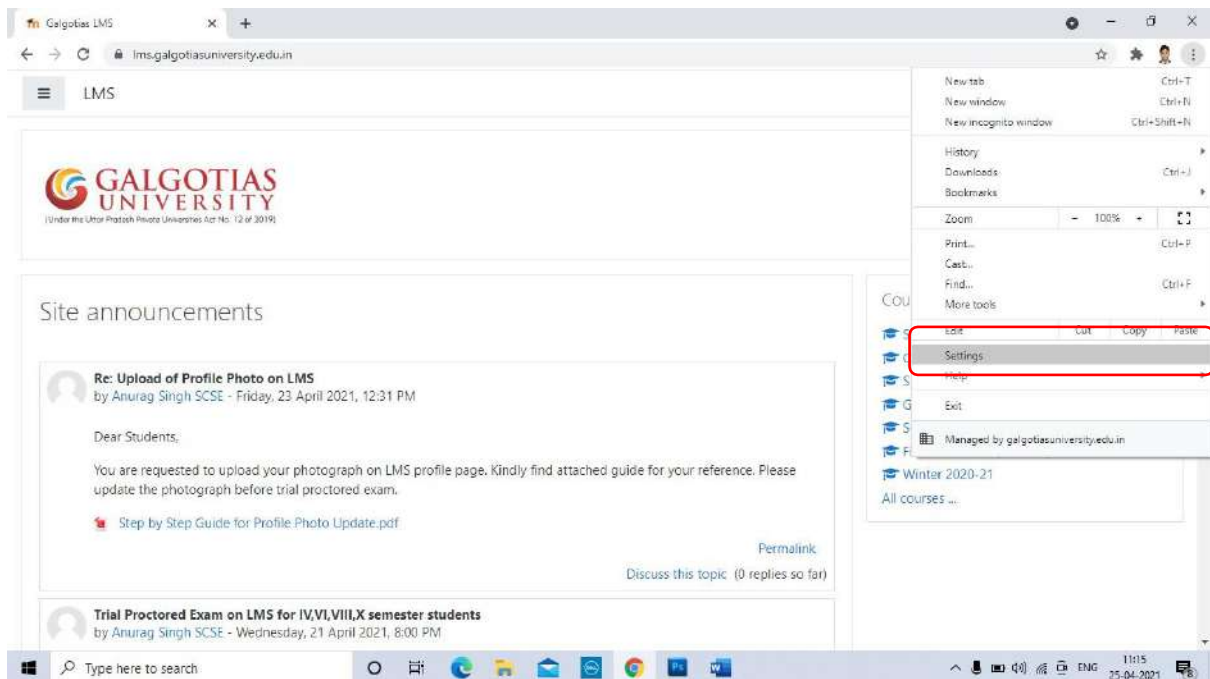 Galgotias LMS
lms.galgotiasuniversity.edu.in
LMS
GALGOTIAS
UNIVERSITY
(Under the Uttar Pradesh Private Universities Act No. 12 of 2019)
Site announcements
Re: Upload of Profile Photo on LMS
by Anurag Singh SCSE - Friday, 23 April 2021, 12:31 PM
Dear Students,
You are requested to upload your photograph on LMS profile page. Kindly find attached guide for your reference. Please
update the photograph before trial proctored exam.
Step by Step Guide for Profile Photo Update.pdf
Permalink
Discuss this topic (0 replies so far)
Trial Proctored Exam on LMS for IV,VI,VIII,X semester students
by Anurag Singh SCSE - Wednesday, 21 April 2021, 8:00 PM
Cou
S
C
S
G
S
F
Winter 2020-21
All courses ...
New tab Ctrl+T
New window Ctrl+N
New incognito window Ctrl+Shift+N
History
Downloads Ctrl+J
Bookmarks
Zoom - 100% +
Print... Ctrl+P
Cast...
Find... Ctrl+F
More tools
Edit Cut Copy Paste
Settings
Help
Exit
Managed by galgotiasuniversity.edu.in
Type here to search
ENG
11:15
25-04-2021